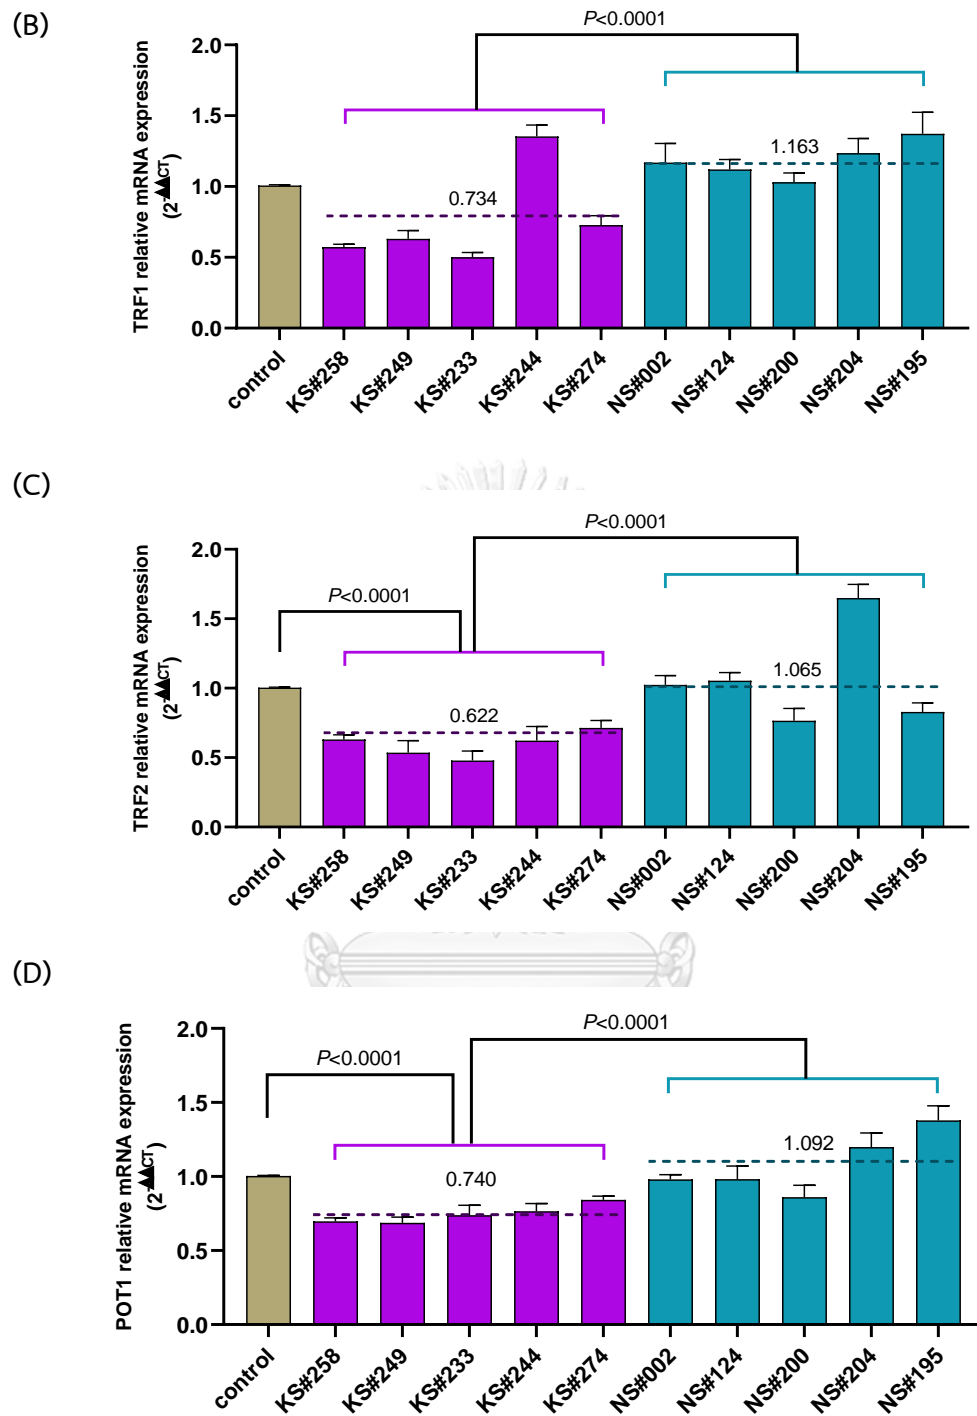 (B)
P<0.0001
TRF1 relative mRNA expression
(2-▲▲CT)
2.0
1.5
1.0
0.5
0.0
0.734
1.163
control
KS#258
KS#249
KS#233
KS#244
KS#274
NS#002
NS#124
NS#200
NS#204
NS#195
(C)
P<0.0001
P<0.0001
TRF2 relative mRNA expression
(2-▲▲CT)
2.0
1.5
1.0
0.5
0.0
0.622
1.065
control
KS#258
KS#249
KS#233
KS#244
KS#274
NS#002
NS#124
NS#200
NS#204
NS#195
(D)
P<0.0001
P<0.0001
POT1 relative mRNA expression
(2-▲▲CT)
2.0
1.5
1.0
0.5
0.0
0.740
1.092
control
KS#258
KS#249
KS#233
KS#244
KS#274
NS#002
NS#124
NS#200
NS#204
NS#195